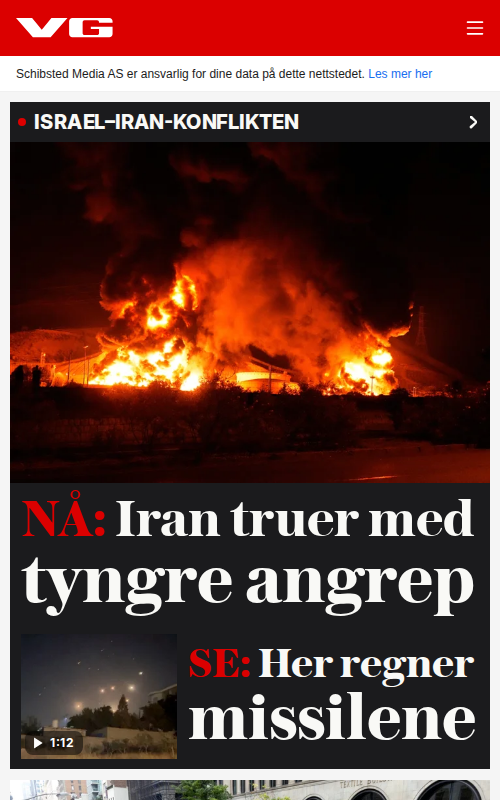 VG
Schibsted Media AS er ansvarlig for dine data på dette nettstedet. Les mer her
ISRAEL–IRAN-KONFLIKTEN
NÅ: Iran truer med
tyngre angrep
SE: Her regner
missilene
1:12